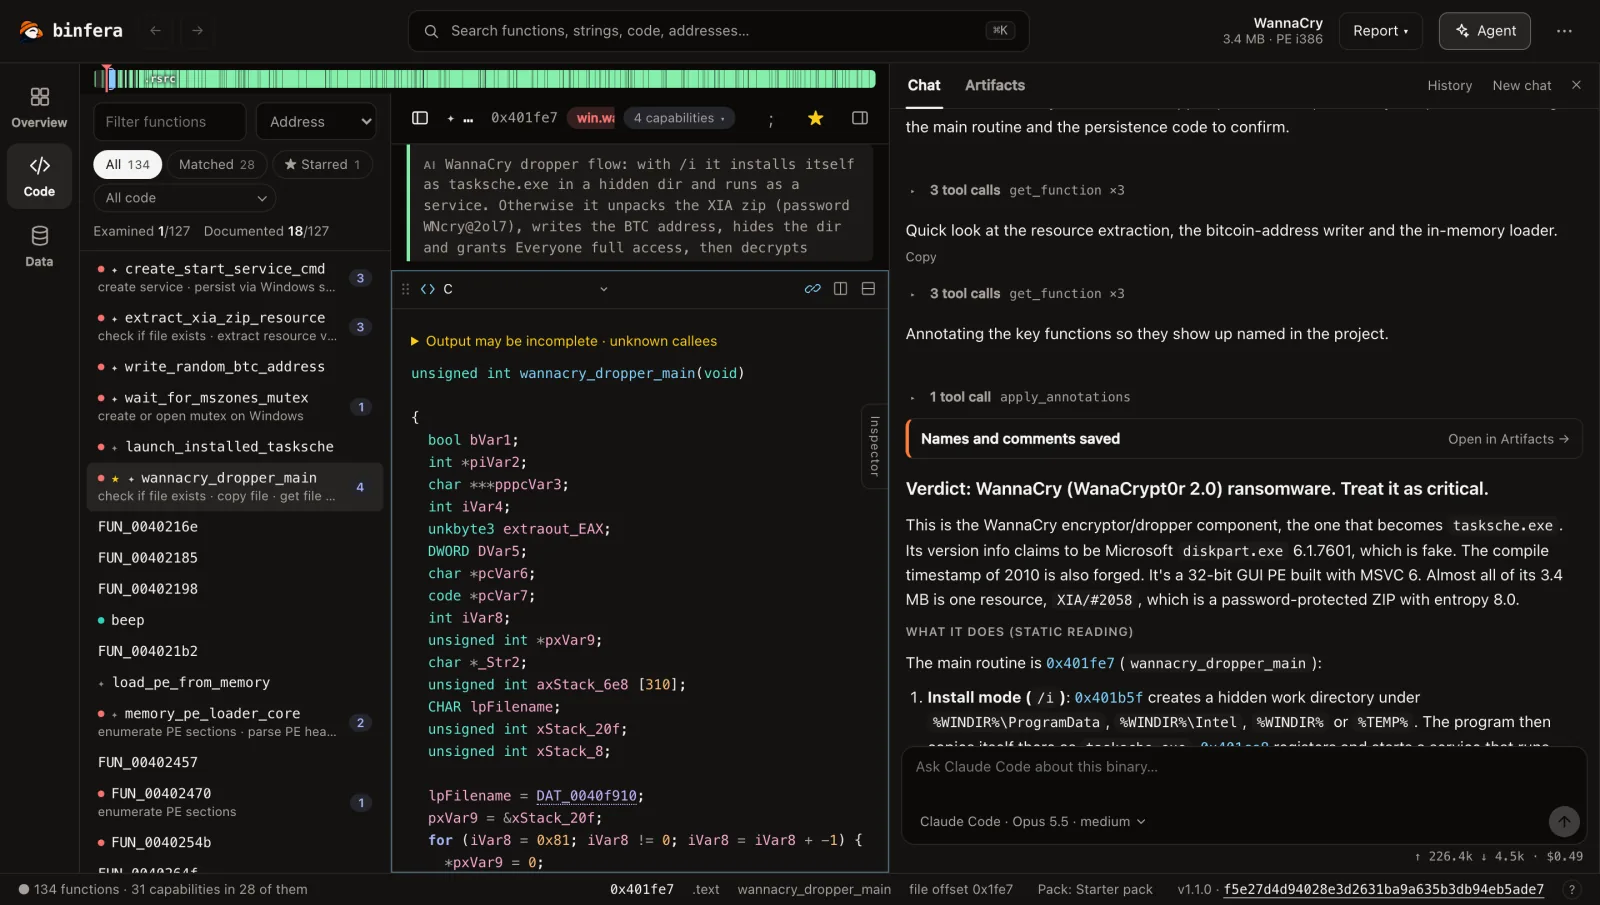 binfera
Search functions, strings, code, addresses...
⌘K
WannaCry
3.4 MB · PE i386
Report
Agent
Overview
Code
Data
.rsrc
Filter functions
Address
All 134
Matched 28
★ Starred 1
All code
Examined 1/127 Documented 18/127
create_start_service_cmd
create service · persist via Windows s...
3
extract_xia_zip_resource
check if file exists · extract resource v...
3
write_random_btc_address
wait_for_mszones_mutex
create or open mutex on Windows
1
launch_installed_tasksche
★ wannacry_dropper_main
check if file exists · copy file · get file ...
4
FUN_0040216e
FUN_00402185
FUN_00402198
beep
FUN_004021b2
load_pe_from_memory
memory_pe_loader_core
enumerate PE sections · parse PE hea...
2
FUN_00402457
FUN_00402470
enumerate PE sections
1
FUN_0040254b
... 0x401fe7 win.wa 4 capabilities ;
AI WannaCry dropper flow: with /i it installs itself
as tasksche.exe in a hidden dir and runs as a
service. Otherwise it unpacks the XIA zip (password
WNcry@2ol7), writes the BTC address, hides the dir
and grants Everyone full access, then decrypts
<> C
Output may be incomplete · unknown callees
unsigned int wannacry_dropper_main(void)
{
bool bVar1;
int *piVar2;
char ***pppcVar3;
int iVar4;
unkbyte3 extraout_EAX;
DWORD DVar5;
char *pcVar6;
code *pcVar7;
int iVar8;
unsigned int *pxVar9;
char *_Str2;
unsigned int axStack_6e8 [310];
CHAR lpFilename;
unsigned int xStack_20f;
unsigned int xStack_8;
lpFilename = DAT_0040f910;
pxVar9 = &xStack_20f;
for (iVar8 = 0x81; iVar8 != 0; iVar8 = iVar8 + -1) {
*pxVar9 = 0;
Inspector
Chat
Artifacts
History
New chat
the main routine and the persistence code to confirm.
3 tool calls get_function ×3
Quick look at the resource extraction, the bitcoin-address writer and the in-memory loader.
Copy
3 tool calls get_function ×3
Annotating the key functions so they show up named in the project.
1 tool call apply_annotations
Names and comments saved
Open in Artifacts →
Verdict: WannaCry (WanaCrypt0r 2.0) ransomware. Treat it as critical.
This is the WannaCry encryptor/dropper component, the one that becomes tasksche.exe .
Its version info claims to be Microsoft diskpart.exe 6.1.7601, which is fake. The compile
timestamp of 2010 is also forged. It's a 32-bit GUI PE built with MSVC 6. Almost all of its 3.4
MB is one resource, XIA/#2058 , which is a password-protected ZIP with entropy 8.0.
WHAT IT DOES (STATIC READING)
The main routine is 0x401fe7 ( wannacry_dropper_main ):
1. Install mode ( /i ): 0x401b5f creates a hidden work directory under
%WINDIR%\ProgramData , %WINDIR%\Intel , %WINDIR% or %TEMP% . The program then
Ask Claude Code about this binary...
Claude Code · Opus 5.5 · medium
↑ 226.4k ↓ 4.5k · $0.49
134 functions · 31 capabilities in 28 of them
0x401fe7 .text wannacry_dropper_main file offset 0x1fe7 Pack: Starter pack v1.1.0 · f5e27d4d94028e3d2631ba9a635b3db94eb5ade7 ?